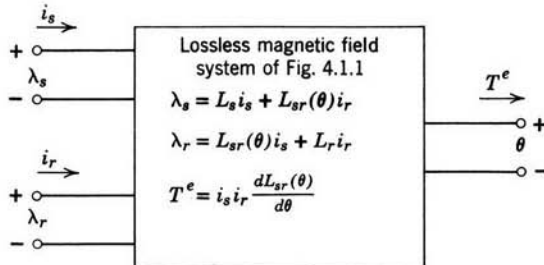 i_s
+
λ_s
−
i_r
+
λ_r
−
Lossless magnetic field
system of Fig. 4.1.1
λ_s = L_s i_s + L_sr(θ)i_r
λ_r = L_sr(θ)i_s + L_r i_r
T^e = i_s i_r dL_sr(θ)/dθ
T^e
+
θ
−